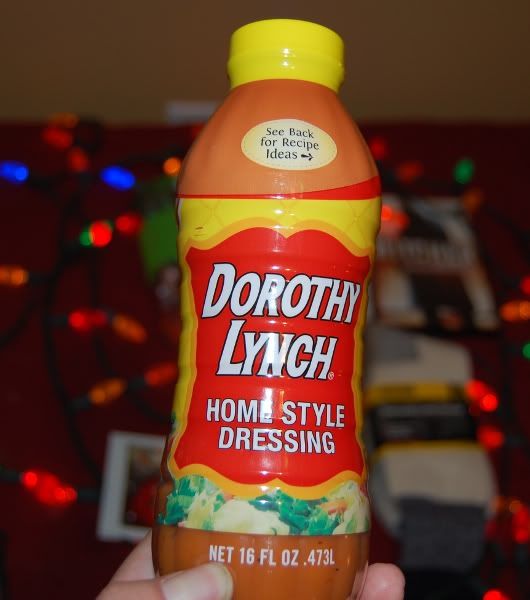 See Back
for Recipe
Ideas →
DOROTHY
LYNCH®
HOME STYLE
DRESSING
NET 16 FL OZ .473L